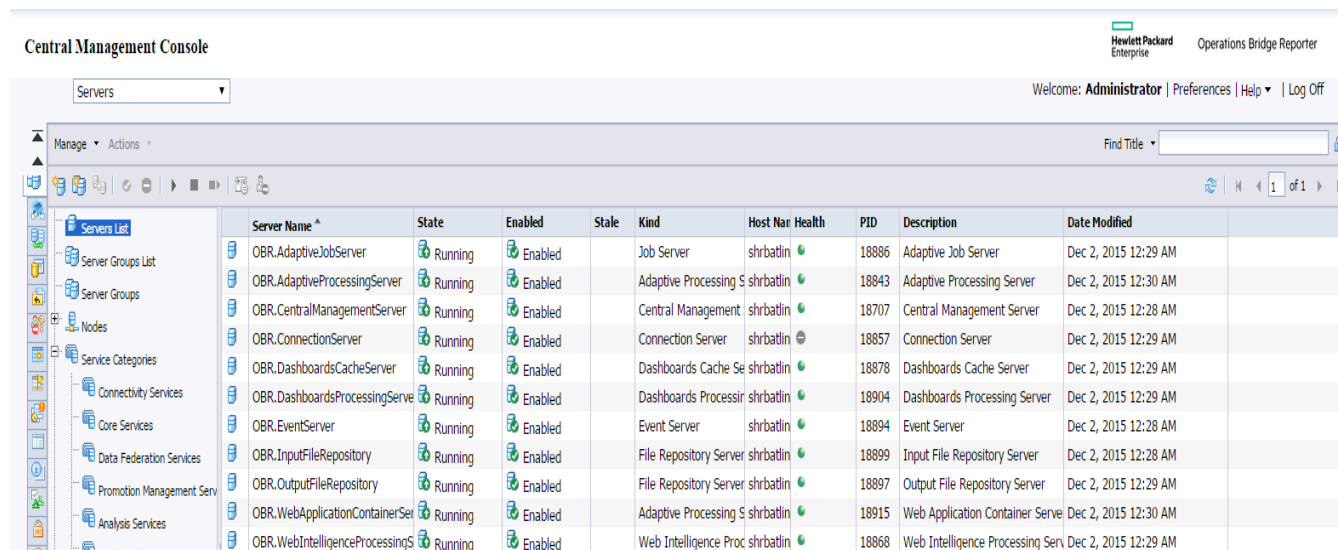 Central Management Console
Hewlett Packard
Enterprise
Operations Bridge Reporter
Servers
Welcome: Administrator | Preferences | Help | Log Off
Manage Actions
Find Title
1 of 1
Servers List
Server Groups List
Server Groups
Nodes
Service Categories
Connectivity Services
Core Services
Data Federation Services
Promotion Management Serv
Analysis Services
Server Name State Enabled Stale Kind Host Nar Health PID Description Date Modified
OBR.AdaptiveJobServer Running Enabled Job Server shrbatlin 18886 Adaptive Job Server Dec 2, 2015 12:29 AM
OBR.AdaptiveProcessingServer Running Enabled Adaptive Processing S shrbatlin 18843 Adaptive Processing Server Dec 2, 2015 12:30 AM
OBR.CentralManagementServer Running Enabled Central Management shrbatlin 18707 Central Management Server Dec 2, 2015 12:28 AM
OBR.ConnectionServer Running Enabled Connection Server shrbatlin 18857 Connection Server Dec 2, 2015 12:29 AM
OBR.DashboardsCacheServer Running Enabled Dashboards Cache Se shrbatlin 18878 Dashboards Cache Server Dec 2, 2015 12:29 AM
OBR.DashboardsProcessingServe Running Enabled Dashboards Processir shrbatlin 18904 Dashboards Processing Server Dec 2, 2015 12:29 AM
OBR.EventServer Running Enabled Event Server shrbatlin 18894 Event Server Dec 2, 2015 12:28 AM
OBR.InputFileRepository Running Enabled File Repository Server shrbatlin 18899 Input File Repository Server Dec 2, 2015 12:28 AM
OBR.OutputFileRepository Running Enabled File Repository Server shrbatlin 18897 Output File Repository Server Dec 2, 2015 12:29 AM
OBR.WebApplicationContainerSer Running Enabled Adaptive Processing S shrbatlin 18915 Web Application Container Serve Dec 2, 2015 12:30 AM
OBR.WebIntelligenceProcessingS Running Enabled Web Intelligence Proc shrbatlin 18868 Web Intelligence Processing Serv Dec 2, 2015 12:29 AM